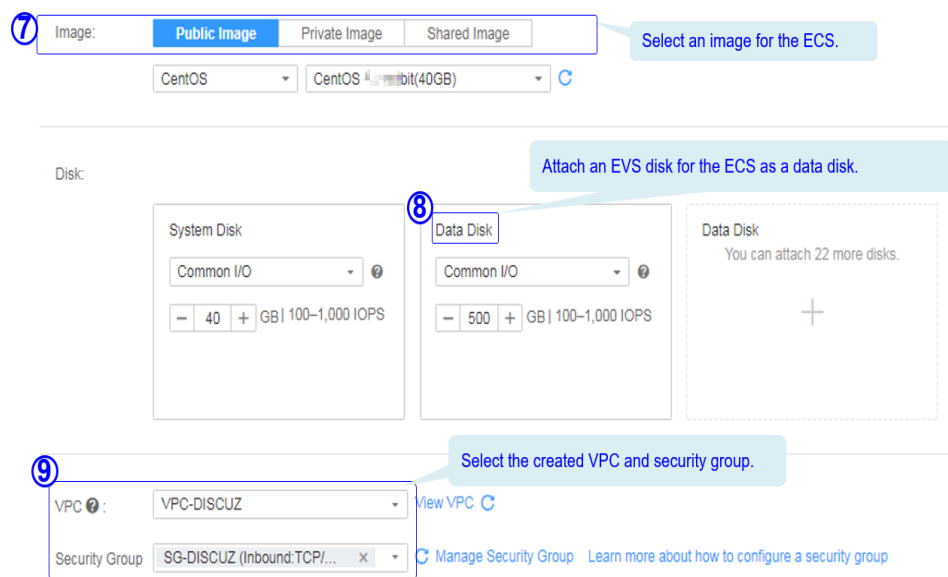 7 Image: Public Image Private Image Shared Image
Select an image for the ECS.
CentOS CentOS bit(40GB)
Attach an EVS disk for the ECS as a data disk.
Disk:
8
System Disk Data Disk Data Disk
You can attach 22 more disks.
Common I/O Common I/O
− 40 + GB | 100–1,000 IOPS − 500 + GB | 100–1,000 IOPS
+
Select the created VPC and security group.
9
VPC ? : VPC-DISCUZ View VPC
Security Group SG-DISCUZ (Inbound:TCP/... × Manage Security Group Learn more about how to configure a security group